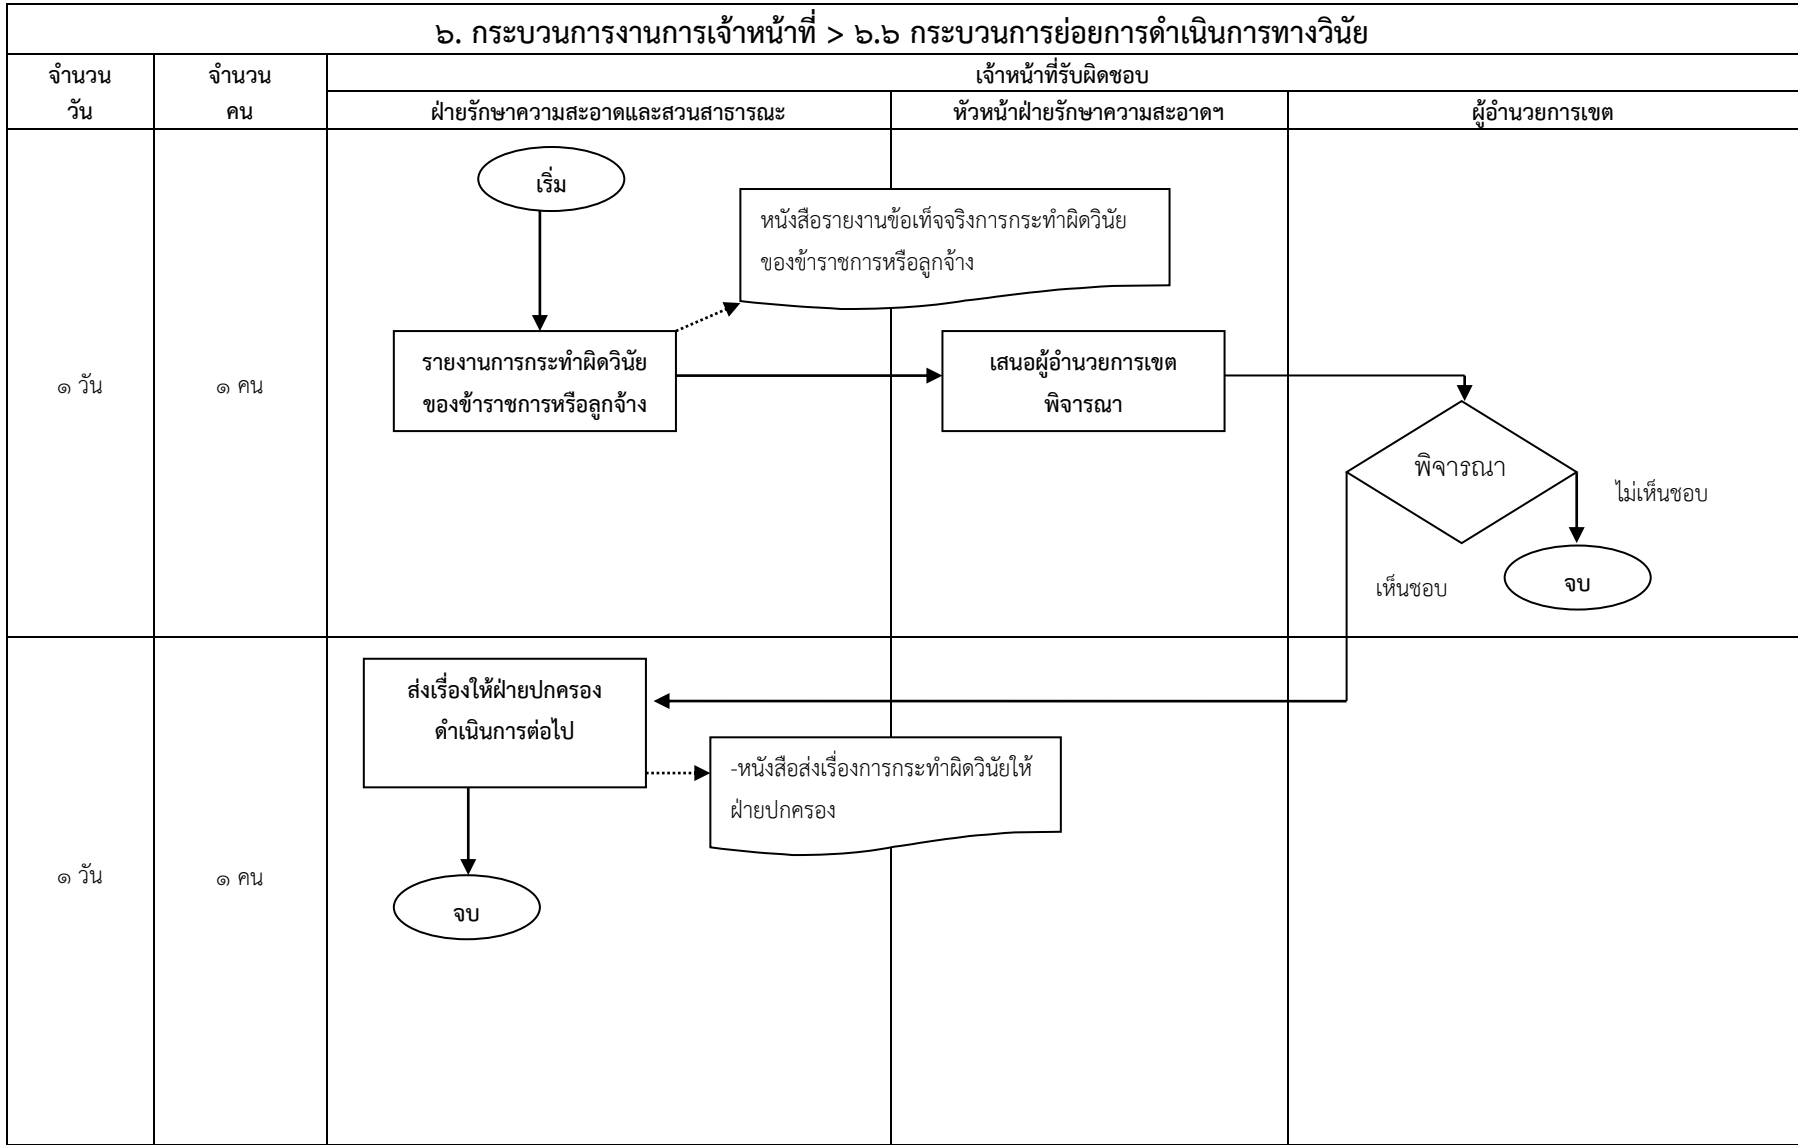 ๖. กระบวนการงานการเจ้าหน้าที่ > ๖.๖ กระบวนการย่อยการดำเนินการทางวินัย
จำนวน
วัน
จำนวน
คน
เจ้าหน้าที่รับผิดชอบ
ฝ่ายรักษาความสะอาดและสวนสาธารณะ
หัวหน้าฝ่ายรักษาความสะอาดฯ
ผู้อำนวยการเขต
เริ่ม
หนังสือรายงานข้อเท็จจริงการกระทำผิดวินัย
ของข้าราชการหรือลูกจ้าง
๑ วัน
๑ คน
รายงานการกระทำผิดวินัย
ของข้าราชการหรือลูกจ้าง
เสนอผู้อำนวยการเขต
พิจารณา
พิจารณา
ไม่เห็นชอบ
เห็นชอบ
จบ
ส่งเรื่องให้ฝ่ายปกครอง
ดำเนินการต่อไป
-หนังสือส่งเรื่องการกระทำผิดวินัยให้
ฝ่ายปกครอง
๑ วัน
๑ คน
จบ